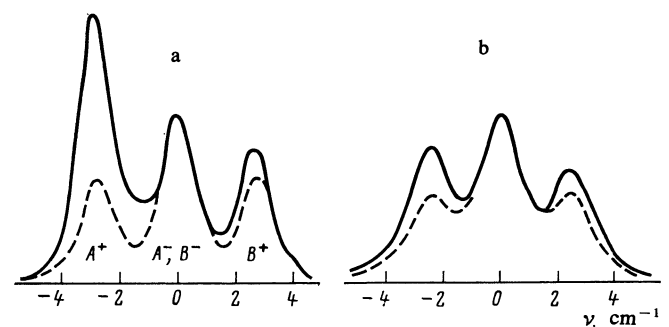 a
b
A⁺
A⁻, B⁻
B⁺
−4 −2 0 2 4
−4 −2 0 2 4
ν, cm⁻¹